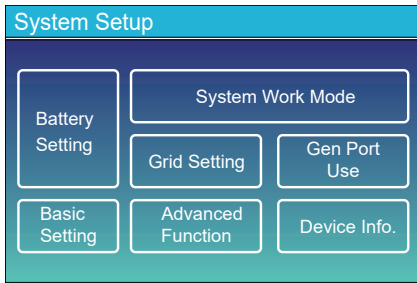 System Setup
Battery
Setting
System Work Mode
Grid Setting
Gen Port
Use
Basic
Setting
Advanced
Function
Device Info.